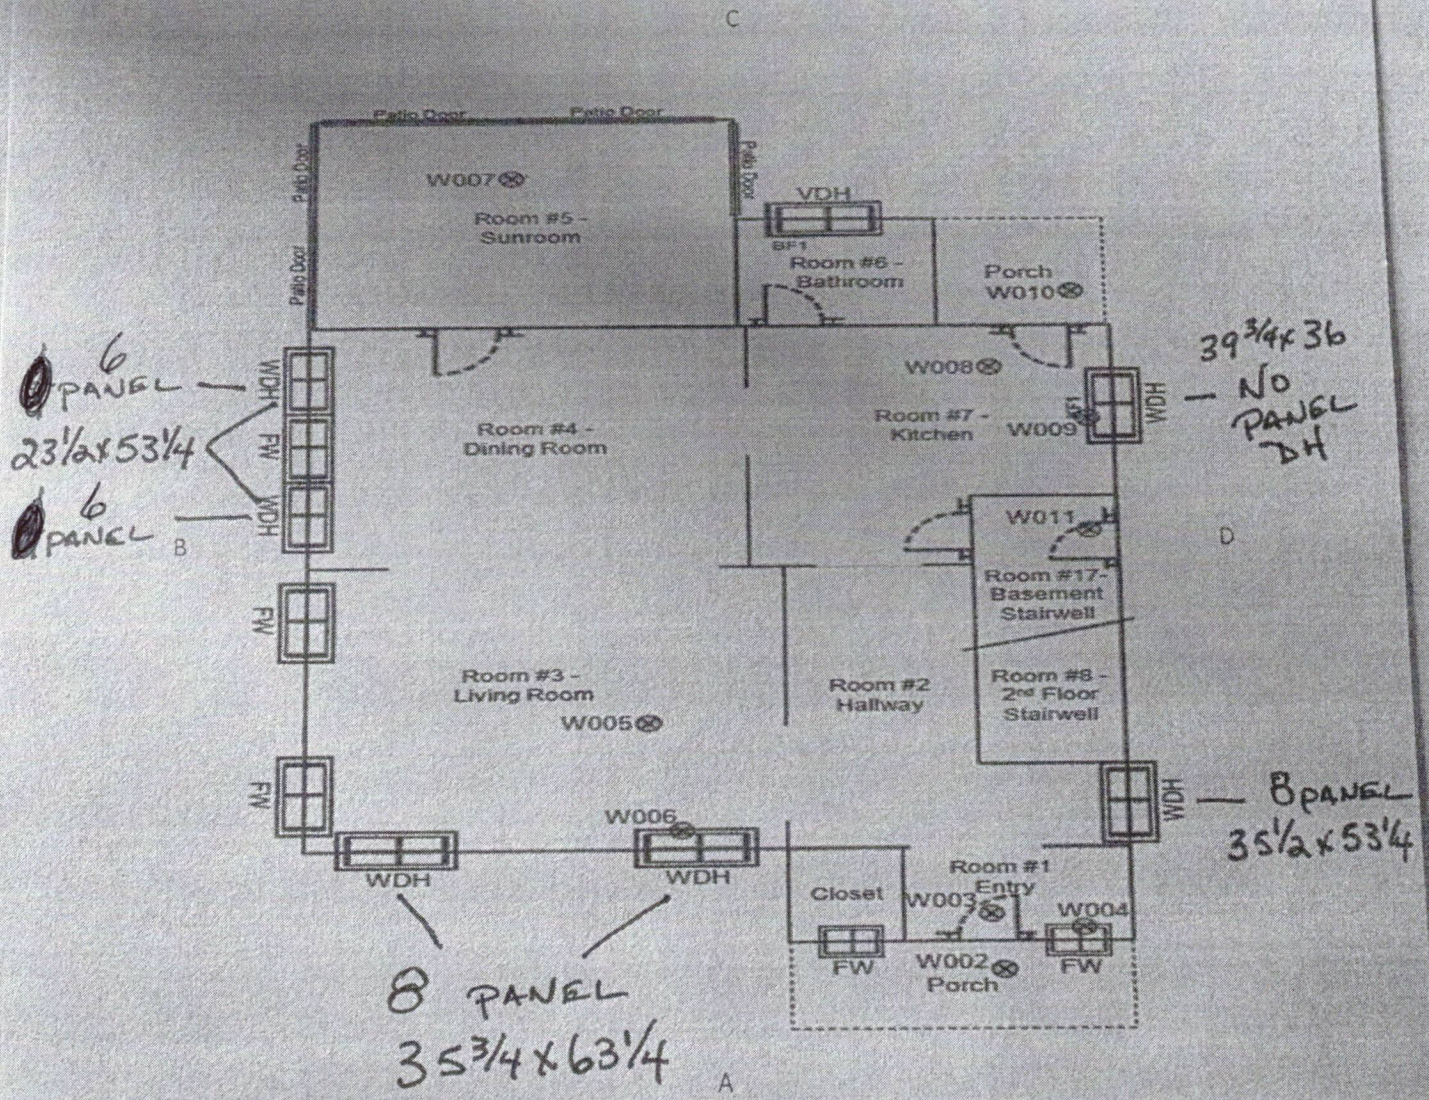 C
Patio Door
Patio Door
Patio Door
Patio Door
Patio Door
W007
Room #5 -
Sunroom
VDH
BF1
Room #6 -
Bathroom
Porch
W010
6
PANEL
WDH
23 1/2 x 53 1/4
FW
6
PANEL
WDH
B
Room #4 -
Dining Room
W008
Room #7 -
Kitchen
W009
KF1
WDH
39 3/4 x 36
NO
PANEL
DH
W011
D
Room #17-
Basement
Stairwell
FW
Room #3 -
Living Room
W005
Room #2
Hallway
Room #8 -
2nd Floor
Stairwell
FW
WDH
8 PANEL
35 1/2 x 53 1/4
W006
WDH
WDH
Closet
Room #1
Entry
W003
W004
FW
W002
Porch
FW
8 PANEL
35 3/4 x 63 1/4
A